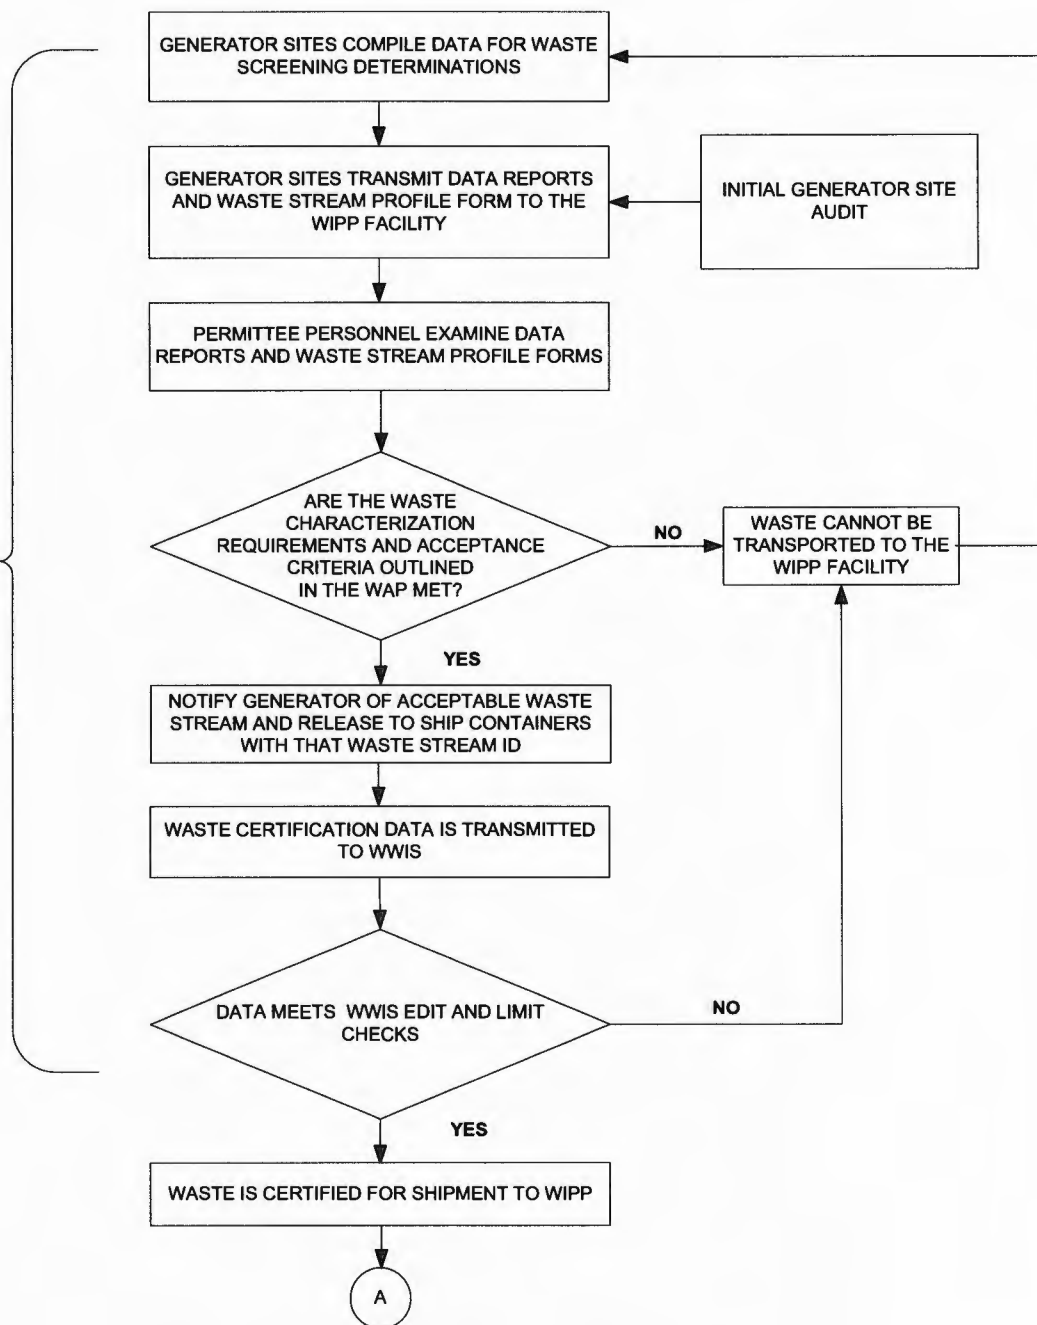 GENERATOR SITES COMPILE DATA FOR WASTE
SCREENING DETERMINATIONS
GENERATOR SITES TRANSMIT DATA REPORTS
AND WASTE STREAM PROFILE FORM TO THE
WIPP FACILITY
INITIAL GENERATOR SITE
AUDIT
PERMITTEE PERSONNEL EXAMINE DATA
REPORTS AND WASTE STREAM PROFILE FORMS
ARE THE WASTE
CHARACTERIZATION
REQUIREMENTS AND ACCEPTANCE
CRITERIA OUTLINED
IN THE WAP MET?
NO
WASTE CANNOT BE
TRANSPORTED TO THE
WIPP FACILITY
YES
NOTIFY GENERATOR OF ACCEPTABLE WASTE
STREAM AND RELEASE TO SHIP CONTAINERS
WITH THAT WASTE STREAM ID
WASTE CERTIFICATION DATA IS TRANSMITTED
TO WWIS
DATA MEETS WWIS EDIT AND LIMIT
CHECKS
NO
YES
WASTE IS CERTIFIED FOR SHIPMENT TO WIPP
A